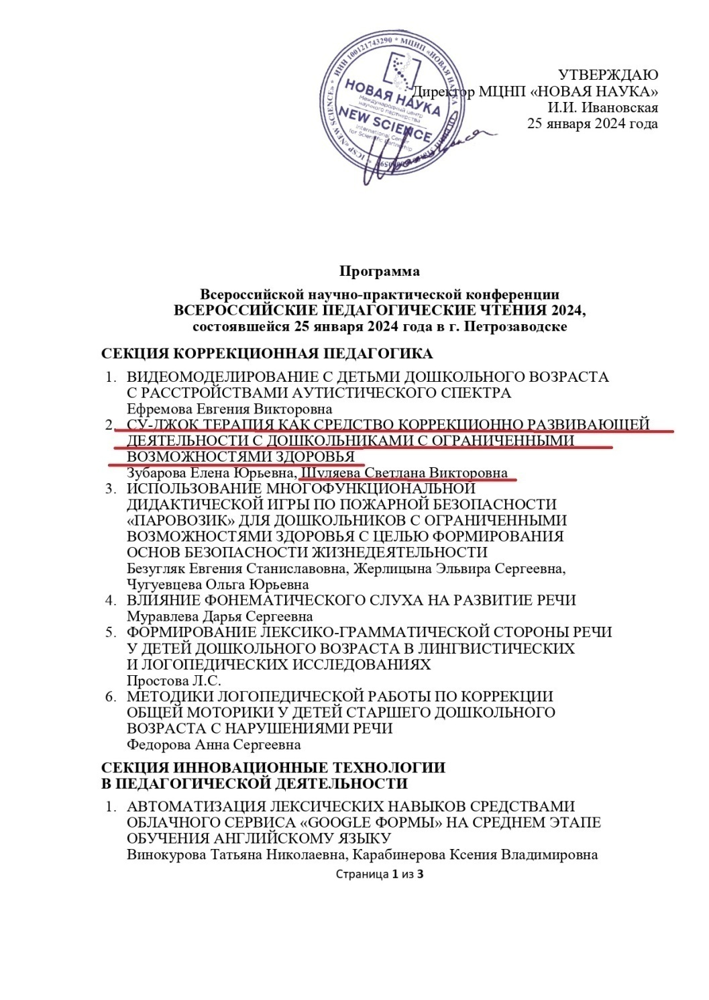 УТВЕРЖДАЮ
Директор МЦНП «НОВАЯ НАУКА»
И.И. Ивановская
25 января 2024 года
ИНН 100121743290 * МЦНП «НОВАЯ НАУКА»
* ICSP «NEW SCIENCE» *
НОВАЯ НАУКА
Международный центр
научного партнерства
NEW SCIENCE
International Center
for Scientific Partnership
Программа
Всероссийской научно-практической конференции
ВСЕРОССИЙСКИЕ ПЕДАГОГИЧЕСКИЕ ЧТЕНИЯ 2024,
состоявшейся 25 января 2024 года в г. Петрозаводске
СЕКЦИЯ КОРРЕКЦИОННАЯ ПЕДАГОГИКА
1. ВИДЕОМОДЕЛИРОВАНИЕ С ДЕТЬМИ ДОШКОЛЬНОГО ВОЗРАСТА
С РАССТРОЙСТВАМИ АУТИСТИЧЕСКОГО СПЕКТРА
Ефремова Евгения Викторовна
2. СУ-ДЖОК ТЕРАПИЯ КАК СРЕДСТВО КОРРЕКЦИОННО РАЗВИВАЮЩЕЙ
ДЕЯТЕЛЬНОСТИ С ДОШКОЛЬНИКАМИ С ОГРАНИЧЕННЫМИ
ВОЗМОЖНОСТЯМИ ЗДОРОВЬЯ
Зубарова Елена Юрьевна, Шуляева Светлана Викторовна
3. ИСПОЛЬЗОВАНИЕ МНОГОФУНКЦИОНАЛЬНОЙ
ДИДАКТИЧЕСКОЙ ИГРЫ ПО ПОЖАРНОЙ БЕЗОПАСНОСТИ
«ПАРОВОЗИК» ДЛЯ ДОШКОЛЬНИКОВ С ОГРАНИЧЕННЫМИ
ВОЗМОЖНОСТЯМИ ЗДОРОВЬЯ С ЦЕЛЬЮ ФОРМИРОВАНИЯ
ОСНОВ БЕЗОПАСНОСТИ ЖИЗНЕДЕЯТЕЛЬНОСТИ
Безугляк Евгения Станиславовна, Жерлицына Эльвира Сергеевна,
Чугуевцева Ольга Юрьевна
4. ВЛИЯНИЕ ФОНЕМАТИЧЕСКОГО СЛУХА НА РАЗВИТИЕ РЕЧИ
Муравлева Дарья Сергеевна
5. ФОРМИРОВАНИЕ ЛЕКСИКО-ГРАММАТИЧЕСКОЙ СТОРОНЫ РЕЧИ
У ДЕТЕЙ ДОШКОЛЬНОГО ВОЗРАСТА В ЛИНГВИСТИЧЕСКИХ
И ЛОГОПЕДИЧЕСКИХ ИССЛЕДОВАНИЯХ
Простова Л.С.
6. МЕТОДИКИ ЛОГОПЕДИЧЕСКОЙ РАБОТЫ ПО КОРРЕКЦИИ
ОБЩЕЙ МОТОРИКИ У ДЕТЕЙ СТАРШЕГО ДОШКОЛЬНОГО
ВОЗРАСТА С НАРУШЕНИЯМИ РЕЧИ
Федорова Анна Сергеевна
СЕКЦИЯ ИННОВАЦИОННЫЕ ТЕХНОЛОГИИ
В ПЕДАГОГИЧЕСКОЙ ДЕЯТЕЛЬНОСТИ
1. АВТОМАТИЗАЦИЯ ЛЕКСИЧЕСКИХ НАВЫКОВ СРЕДСТВАМИ
ОБЛАЧНОГО СЕРВИСА «GOOGLE ФОРМЫ» НА СРЕДНЕМ ЭТАПЕ
ОБУЧЕНИЯ АНГЛИЙСКОМУ ЯЗЫКУ
Винокурова Татьяна Николаевна, Карабинерова Ксения Владимировна
Страница 1 из 3